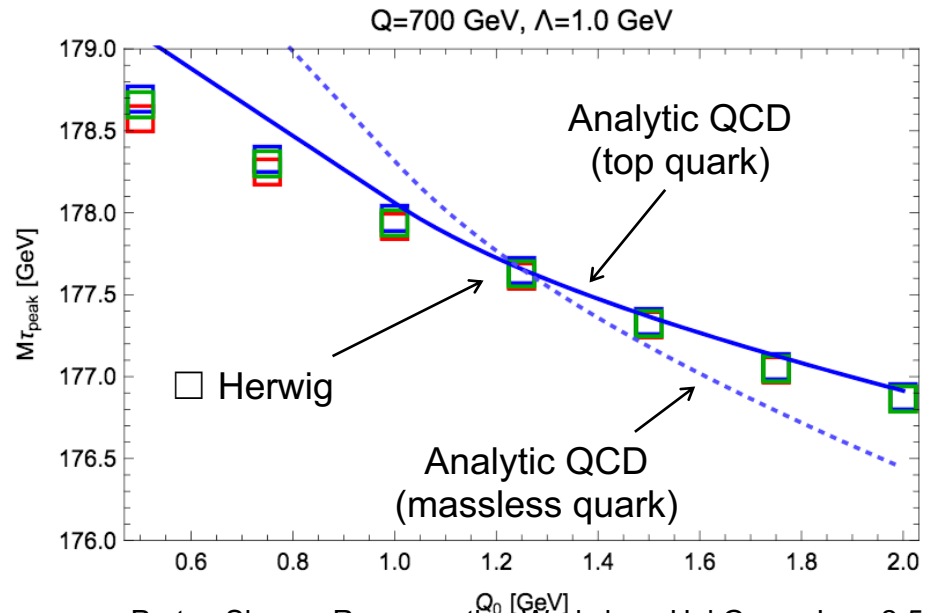 Q=700 GeV, Λ=1.0 GeV
179.0
178.5
178.0
177.5
177.0
176.5
176.0
Mτpeak [GeV]
Analytic QCD
(top quark)
□ Herwig
Analytic QCD
(massless quark)
0.6 0.8 1.0 1.2 1.4 1.6 1.8 2.0
Q₀ [GeV]